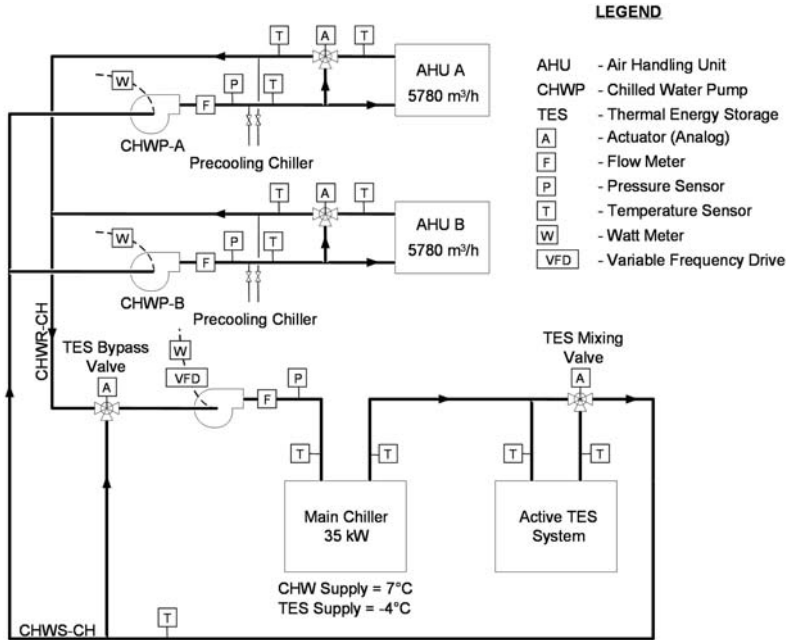 LEGEND
AHU - Air Handling Unit
CHWP - Chilled Water Pump
TES - Thermal Energy Storage
A - Actuator (Analog)
F - Flow Meter
P - Pressure Sensor
T - Temperature Sensor
W - Watt Meter
VFD - Variable Frequency Drive
T A T
AHU A
5780 m³/h
W
P T
F
CHWP-A
Precooling Chiller
T A T
AHU B
5780 m³/h
W
P T
F
CHWP-B
Precooling Chiller
CHWR-CH
TES Bypass
Valve
A
W
VFD
F
P
TES Mixing
Valve
A
T T T T
Main Chiller
35 kW
Active TES
System
CHW Supply = 7°C
TES Supply = -4°C
CHWS-CH
T